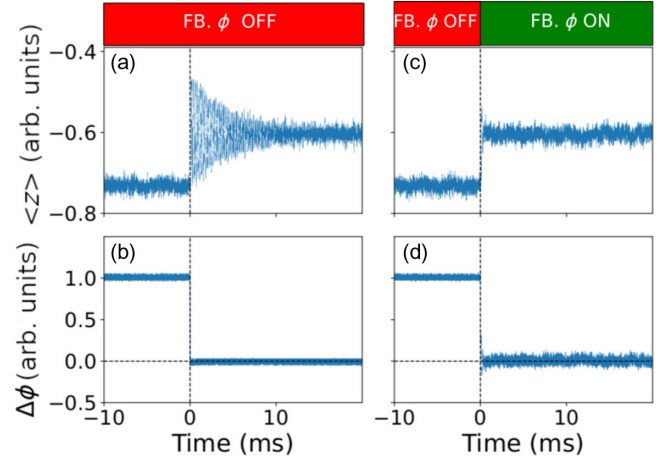 FB. ϕ OFF
FB. ϕ OFF
FB. ϕ ON
(a)
(c)
<z> (arb. units)
−0.4
−0.6
−0.8
(b)
(d)
Δϕ (arb. units)
1.0
0.5
0.0
−0.5
−10
0
10
−10
0
10
Time (ms)
Time (ms)